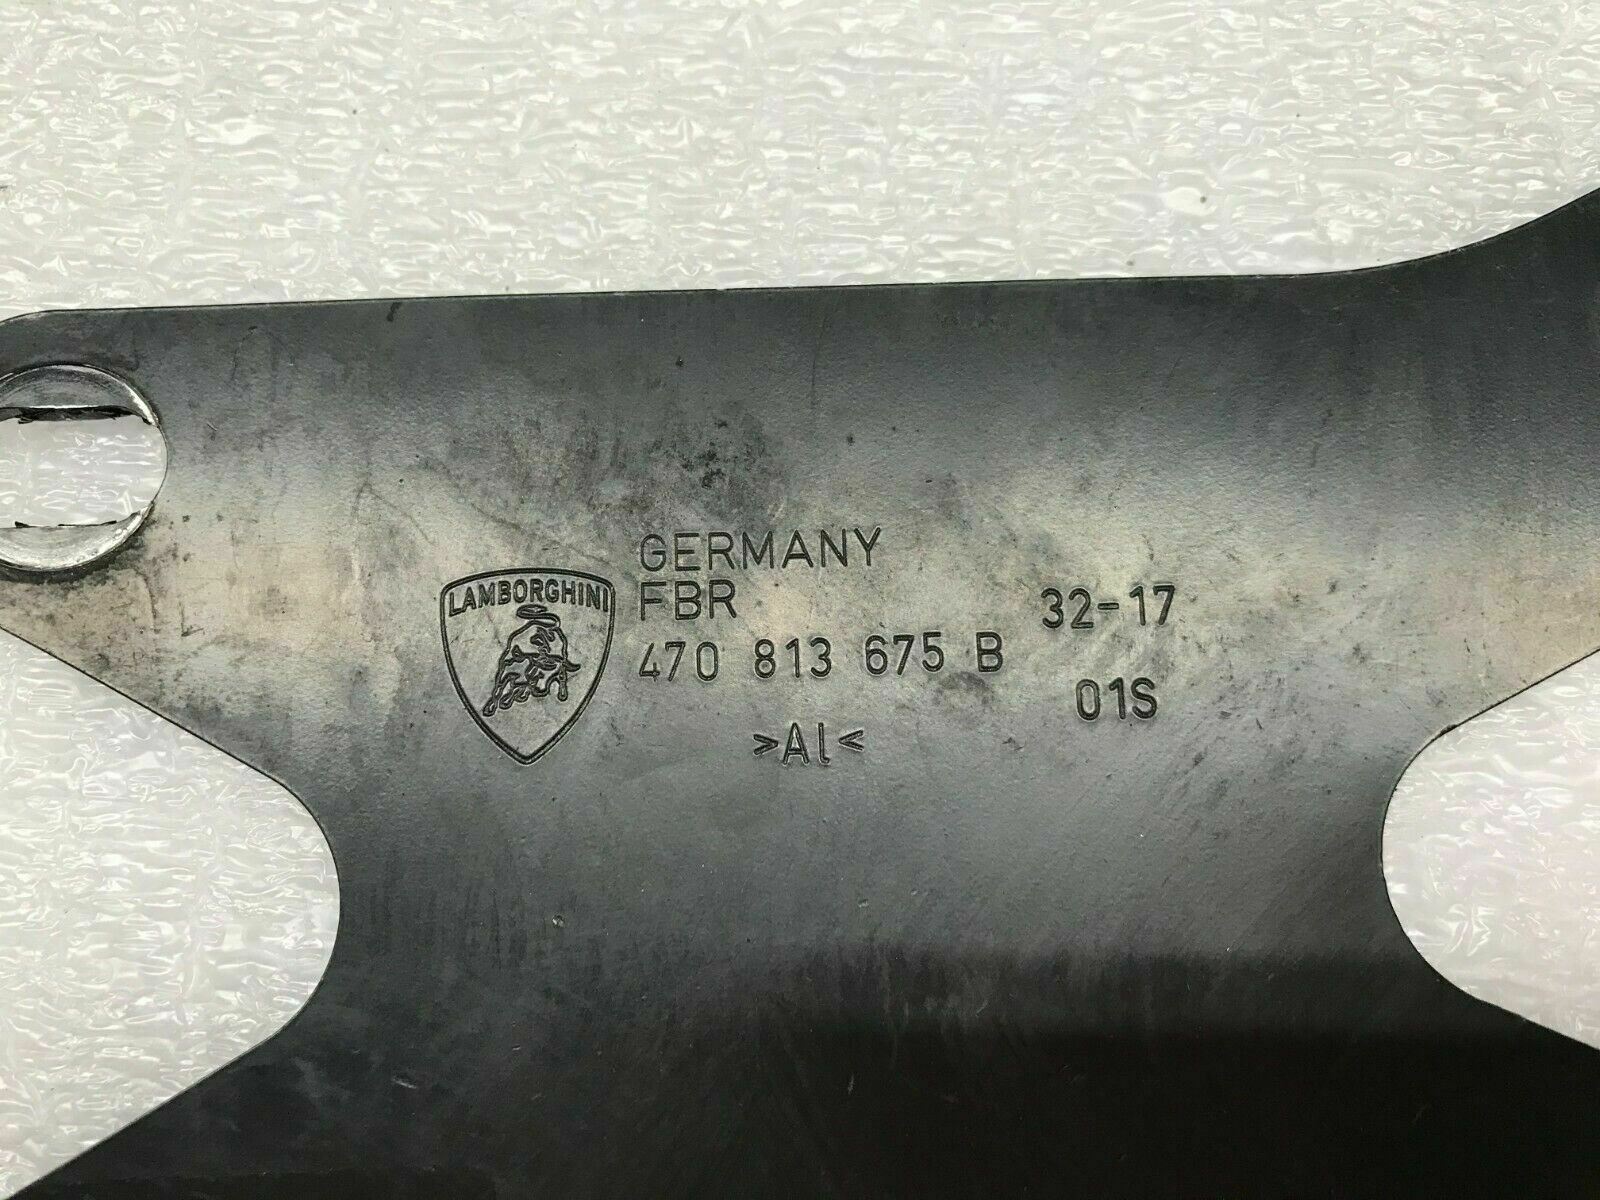 LAMBORGHINI
GERMANY
FBR
470 813 675 B
>Al<
32-17
01S